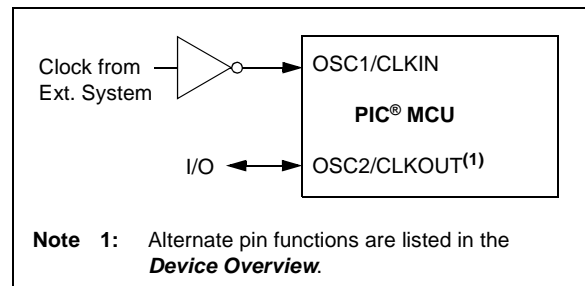 Clock from
Ext. System
OSC1/CLKIN
PIC® MCU
I/O
OSC2/CLKOUT(1)
Note 1: Alternate pin functions are listed in the
Device Overview.